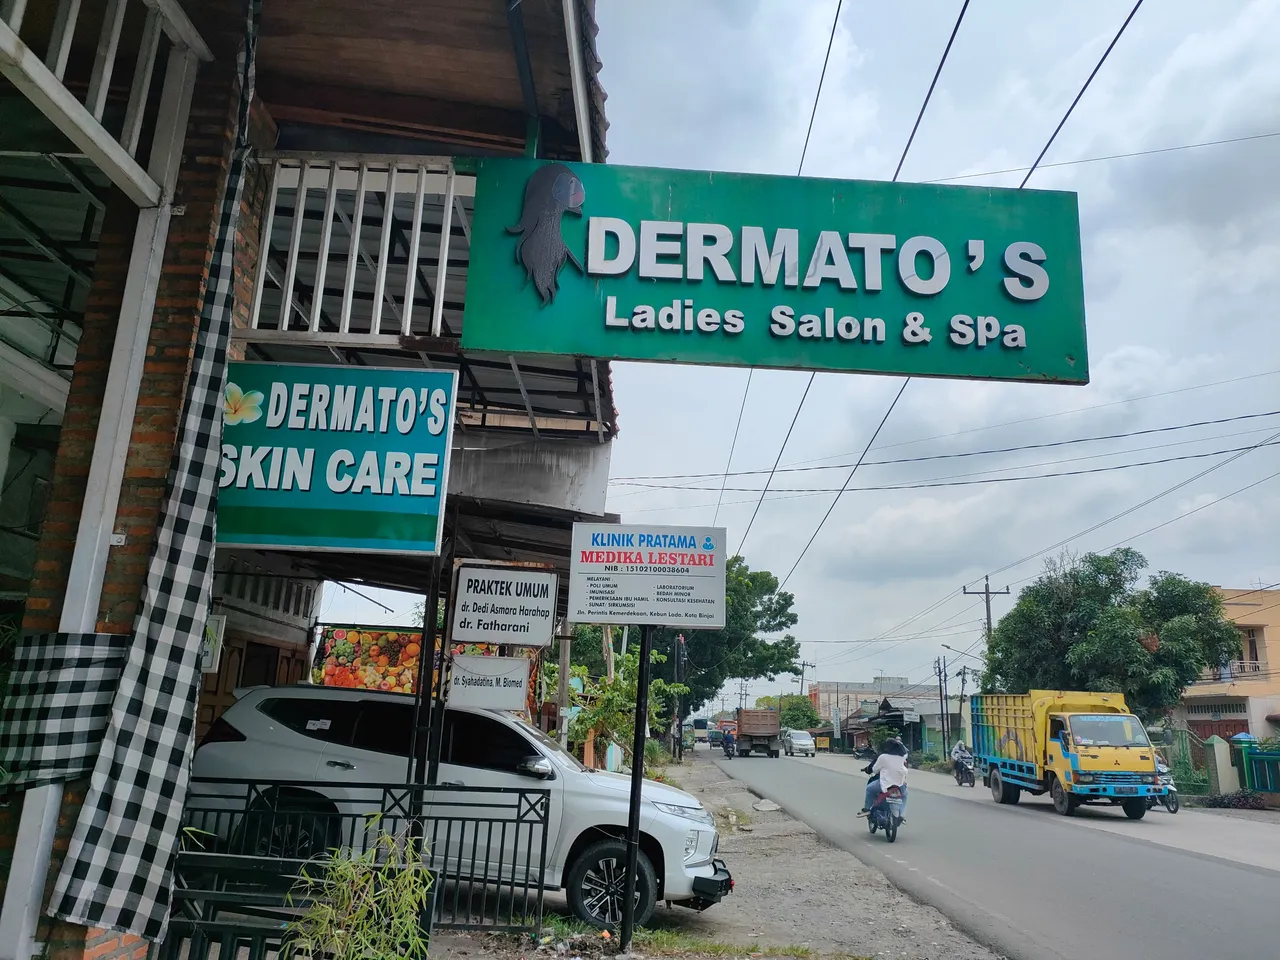 DERMATO'S
Ladies Salon & Spa
DERMATO'S
SKIN CARE
KLINIK PRATAMA
MEDIKA LESTARI
NIB : 15102100038604
MELAYANI :
- POLI UMUM
- IMUNISASI
- PEMERIKSAAN IBU HAMIL
- SUNAT/ SIRKUMSISI
- LABORATORIUM
- BEDAH MINOR
- KONSULTASI KESEHATAN
Jln. Perintis Kemerdekaan, Kebun Lada, Kota Binjai
PRAKTEK UMUM
dr. Dedi Asmara Harahap
dr. Fatharani
dr. Syahadatina, M. Biomed